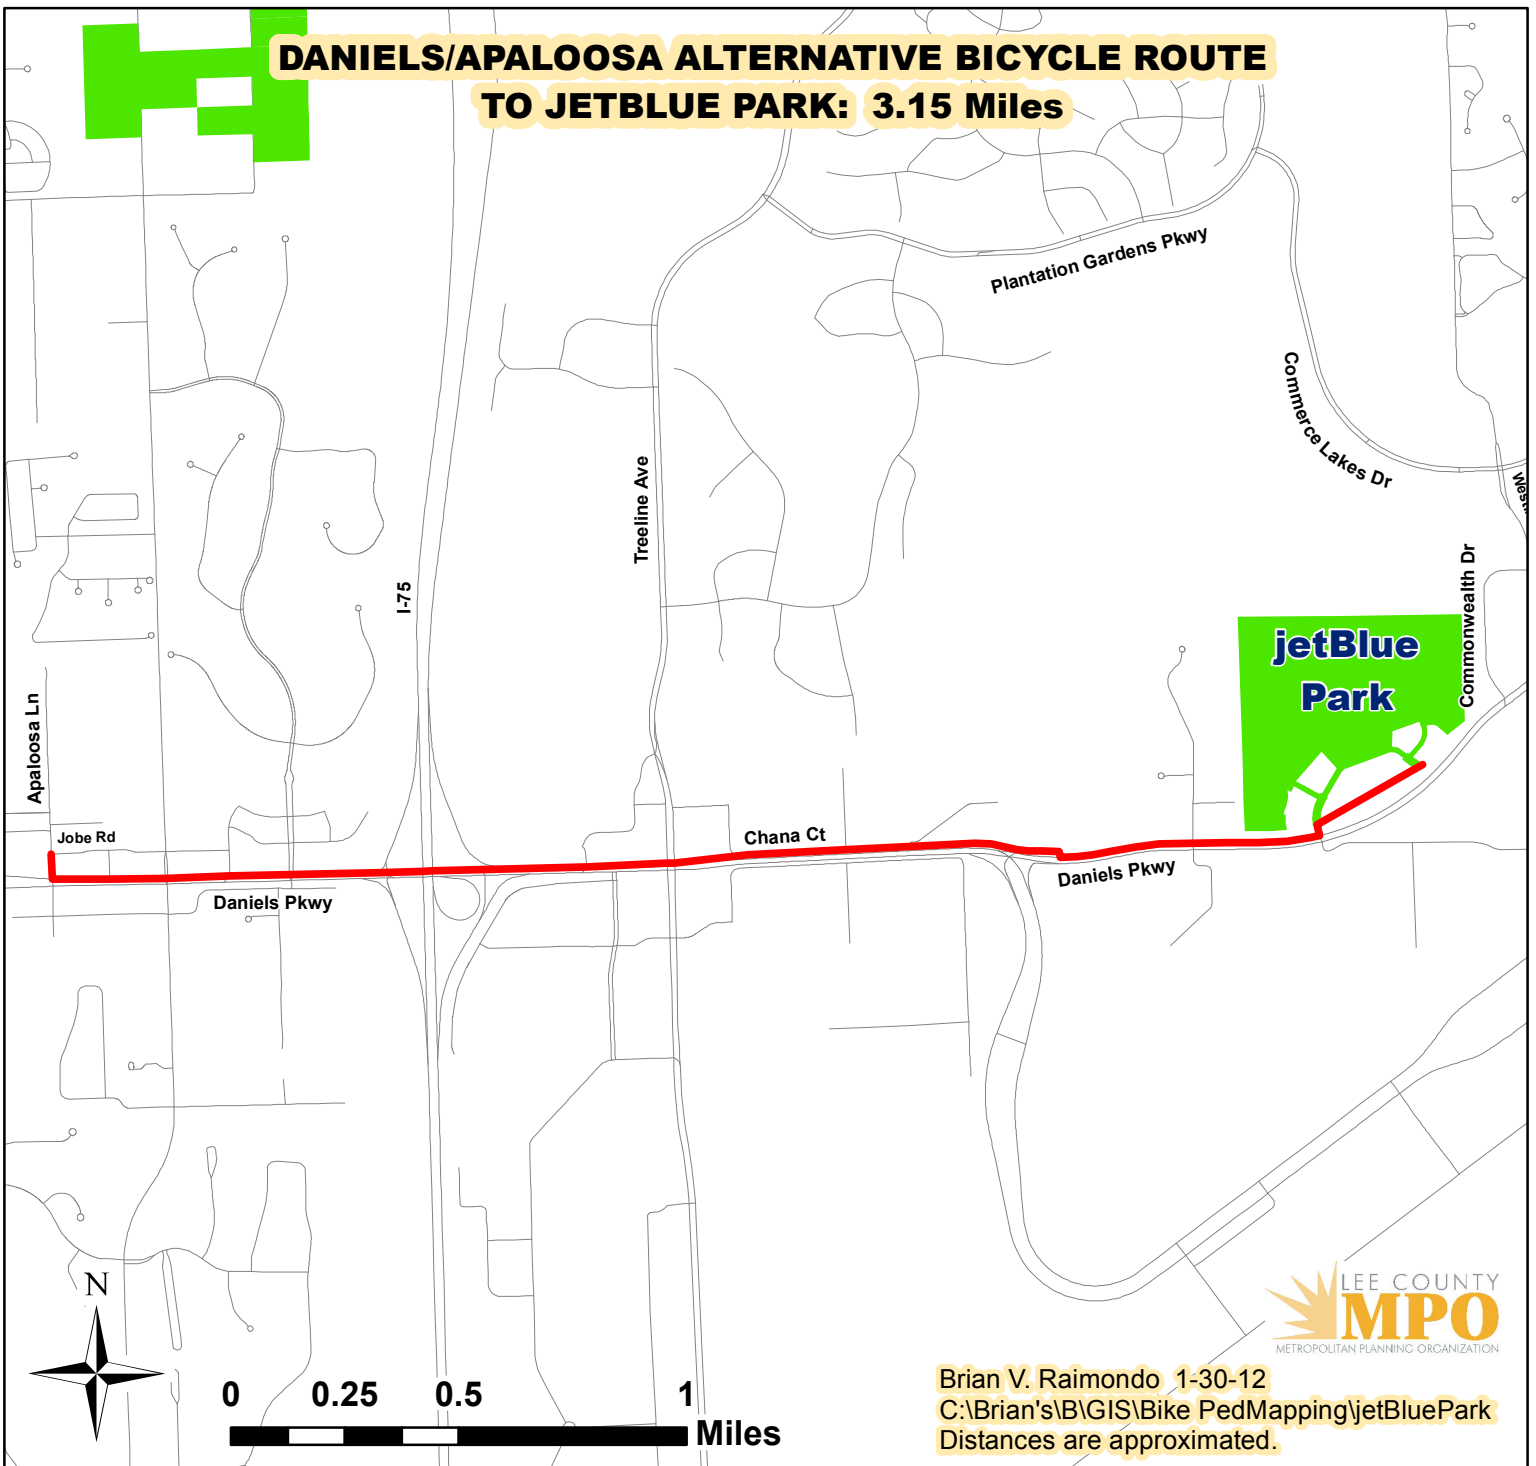 DANIELS/APALOOSA ALTERNATIVE BICYCLE ROUTE
TO JETBLUE PARK: 3.15 Miles
Plantation Gardens Pkwy
Commerce Lakes Dr
Treeline Ave
I-75
Commonwealth Dr
jetBlue
Park
Apaloosa Ln
Jobe Rd
Chana Ct
Daniels Pkwy
Daniels Pkwy
N
LEE COUNTY
MPO
METROPOLITAN PLANNING ORGANIZATION
0 0.25 0.5 1
Miles
Brian V. Raimondo 1-30-12
C:\Brian's\B\GIS\Bike PedMapping\jetBluePark
Distances are approximated.